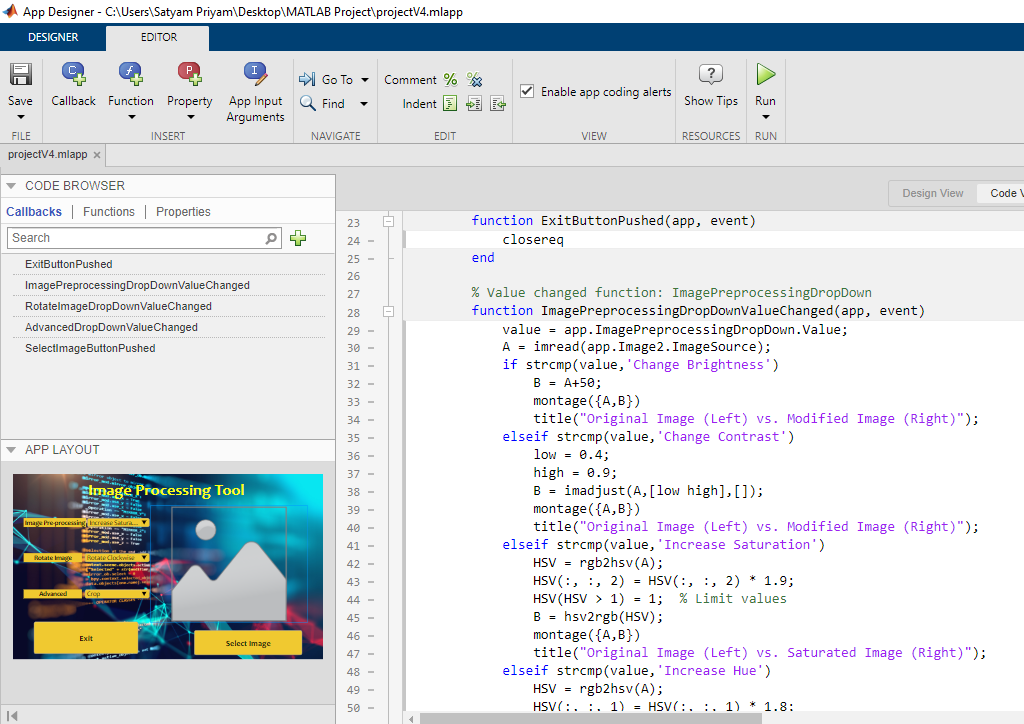 App Designer - C:\Users\Satyam Priyam\Desktop\MATLAB Project\projectV4.mlapp
DESIGNER EDITOR
Save Callback Function Property App Input Arguments
Go To
Find
Comment
Indent
Enable app coding alerts
Show Tips Run
FILE INSERT NAVIGATE EDIT VIEW RESOURCES RUN
projectV4.mlapp ×
CODE BROWSER
Callbacks | Functions | Properties
Search
ExitButtonPushed
ImagePreprocessingDropDownValueChanged
RotateImageDropDownValueChanged
AdvancedDropDownValueChanged
SelectImageButtonPushed
APP LAYOUT
Image Processing Tool
Image Pre-processing Increase Satura...
Rotate Image Rotate Clockwise
Advanced Crop
Exit
Select Image
Design View Code V
23 function ExitButtonPushed(app, event)
24 – closereq
25 – end
26
27 % Value changed function: ImagePreprocessingDropDown
28 function ImagePreprocessingDropDownValueChanged(app, event)
29 – value = app.ImagePreprocessingDropDown.Value;
30 – A = imread(app.Image2.ImageSource);
31 – if strcmp(value,'Change Brightness')
32 – B = A+50;
33 – montage({A,B})
34 – title("Original Image (Left) vs. Modified Image (Right)");
35 – elseif strcmp(value,'Change Contrast')
36 – low = 0.4;
37 – high = 0.9;
38 – B = imadjust(A,[low high],[]);
39 – montage({A,B})
40 – title("Original Image (Left) vs. Modified Image (Right)");
41 – elseif strcmp(value,'Increase Saturation')
42 – HSV = rgb2hsv(A);
43 – HSV(:, :, 2) = HSV(:, :, 2) * 1.9;
44 – HSV(HSV > 1) = 1;  % Limit values
45 – B = hsv2rgb(HSV);
46 – montage({A,B})
47 – title("Original Image (Left) vs. Saturated Image (Right)");
48 – elseif strcmp(value,'Increase Hue')
49 – HSV = rgb2hsv(A);
50 – HSV(:, :, 1) = HSV(:, :, 1) * 1.8;